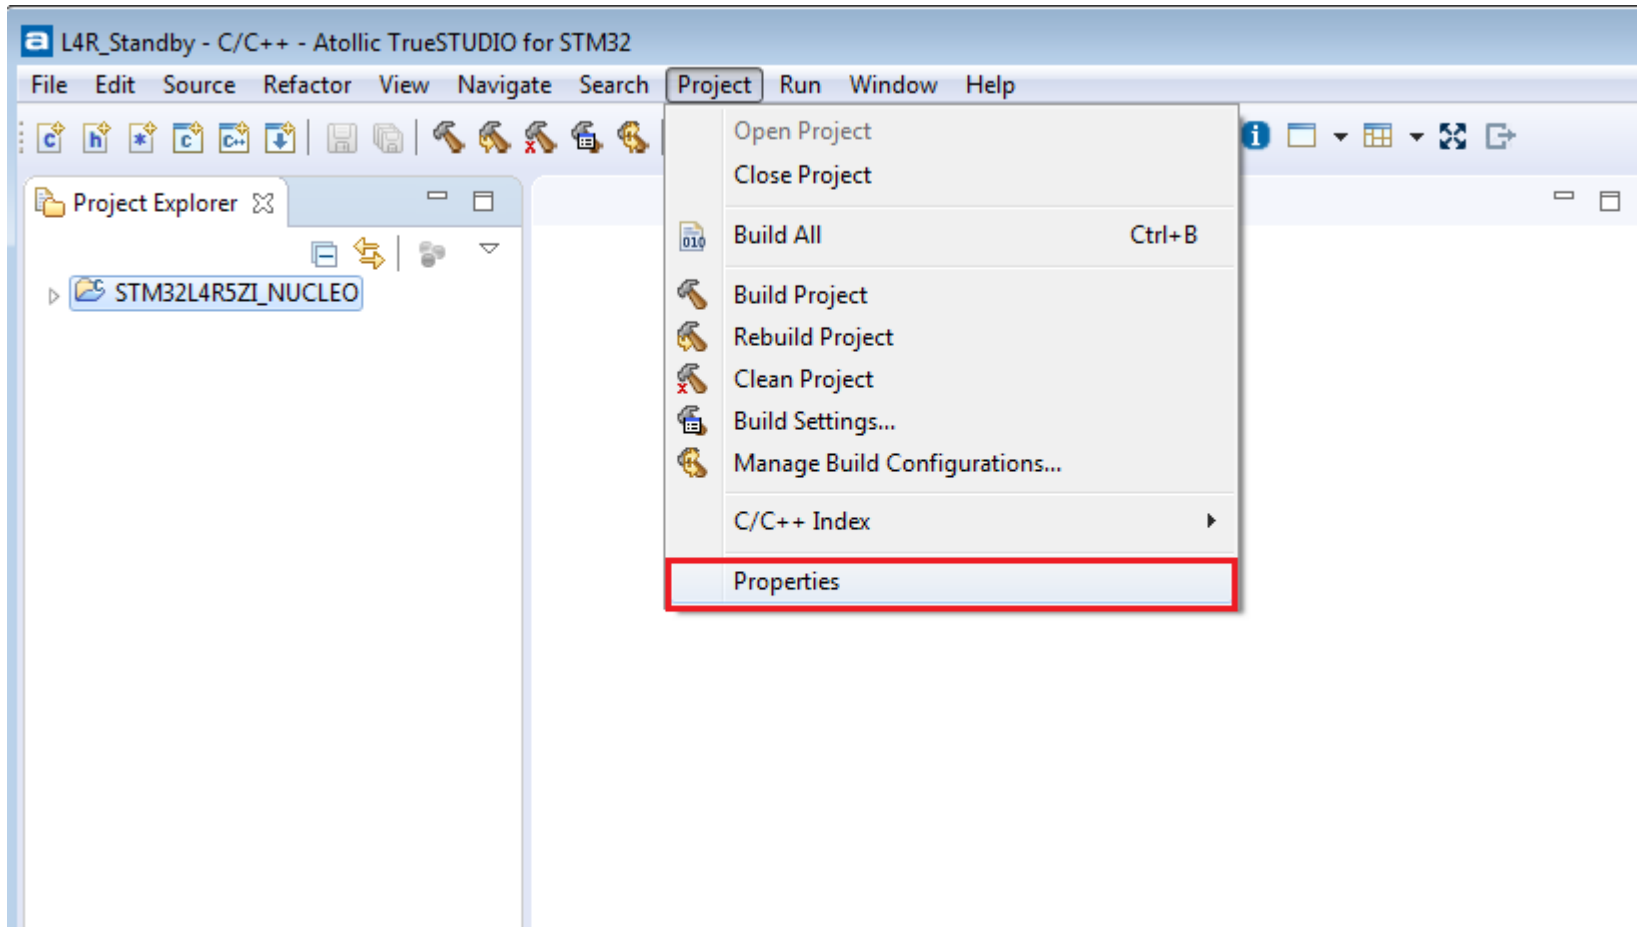 L4R_Standby - C/C++ - Atollic TrueSTUDIO for STM32
File Edit Source Refactor View Navigate Search Project Run Window Help
Project Explorer
STM32L4R5ZI_NUCLEO
Open Project
Close Project
Build All Ctrl+B
Build Project
Rebuild Project
Clean Project
Build Settings...
Manage Build Configurations...
C/C++ Index
Properties